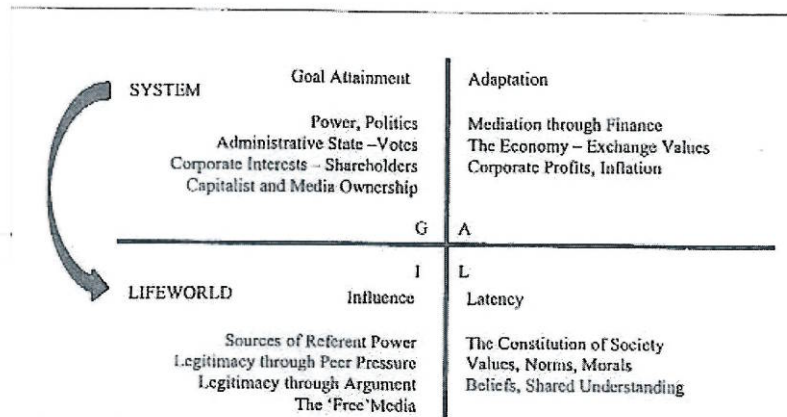 SYSTEM
Goal Attainment
Power, Politics
Administrative State –Votes
Corporate Interests – Shareholders
Capitalist and Media Ownership
G
Adaptation
Mediation through Finance
The Economy – Exchange Values
Corporate Profits, Inflation
A
LIFEWORLD
I
Influence
Sources of Referent Power
Legitimacy through Peer Pressure
Legitimacy through Argument
The 'Free'Media
L
Latency
The Constitution of Society
Values, Norms, Morals
Beliefs, Shared Understanding